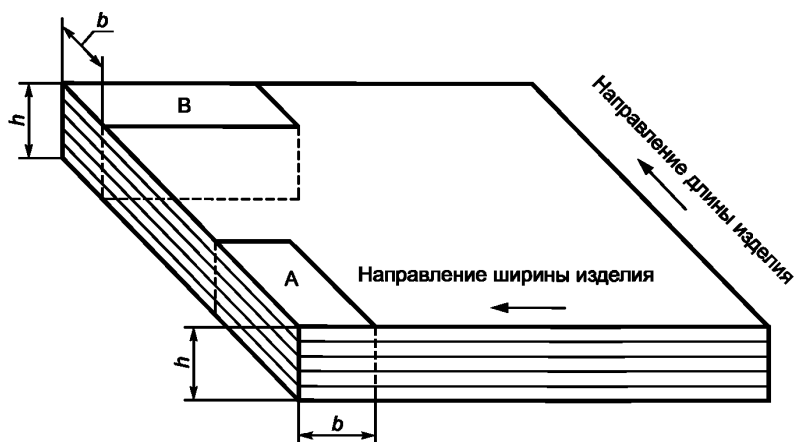 b
h
В
Направление длины изделия
А
Направление ширины изделия
h
b